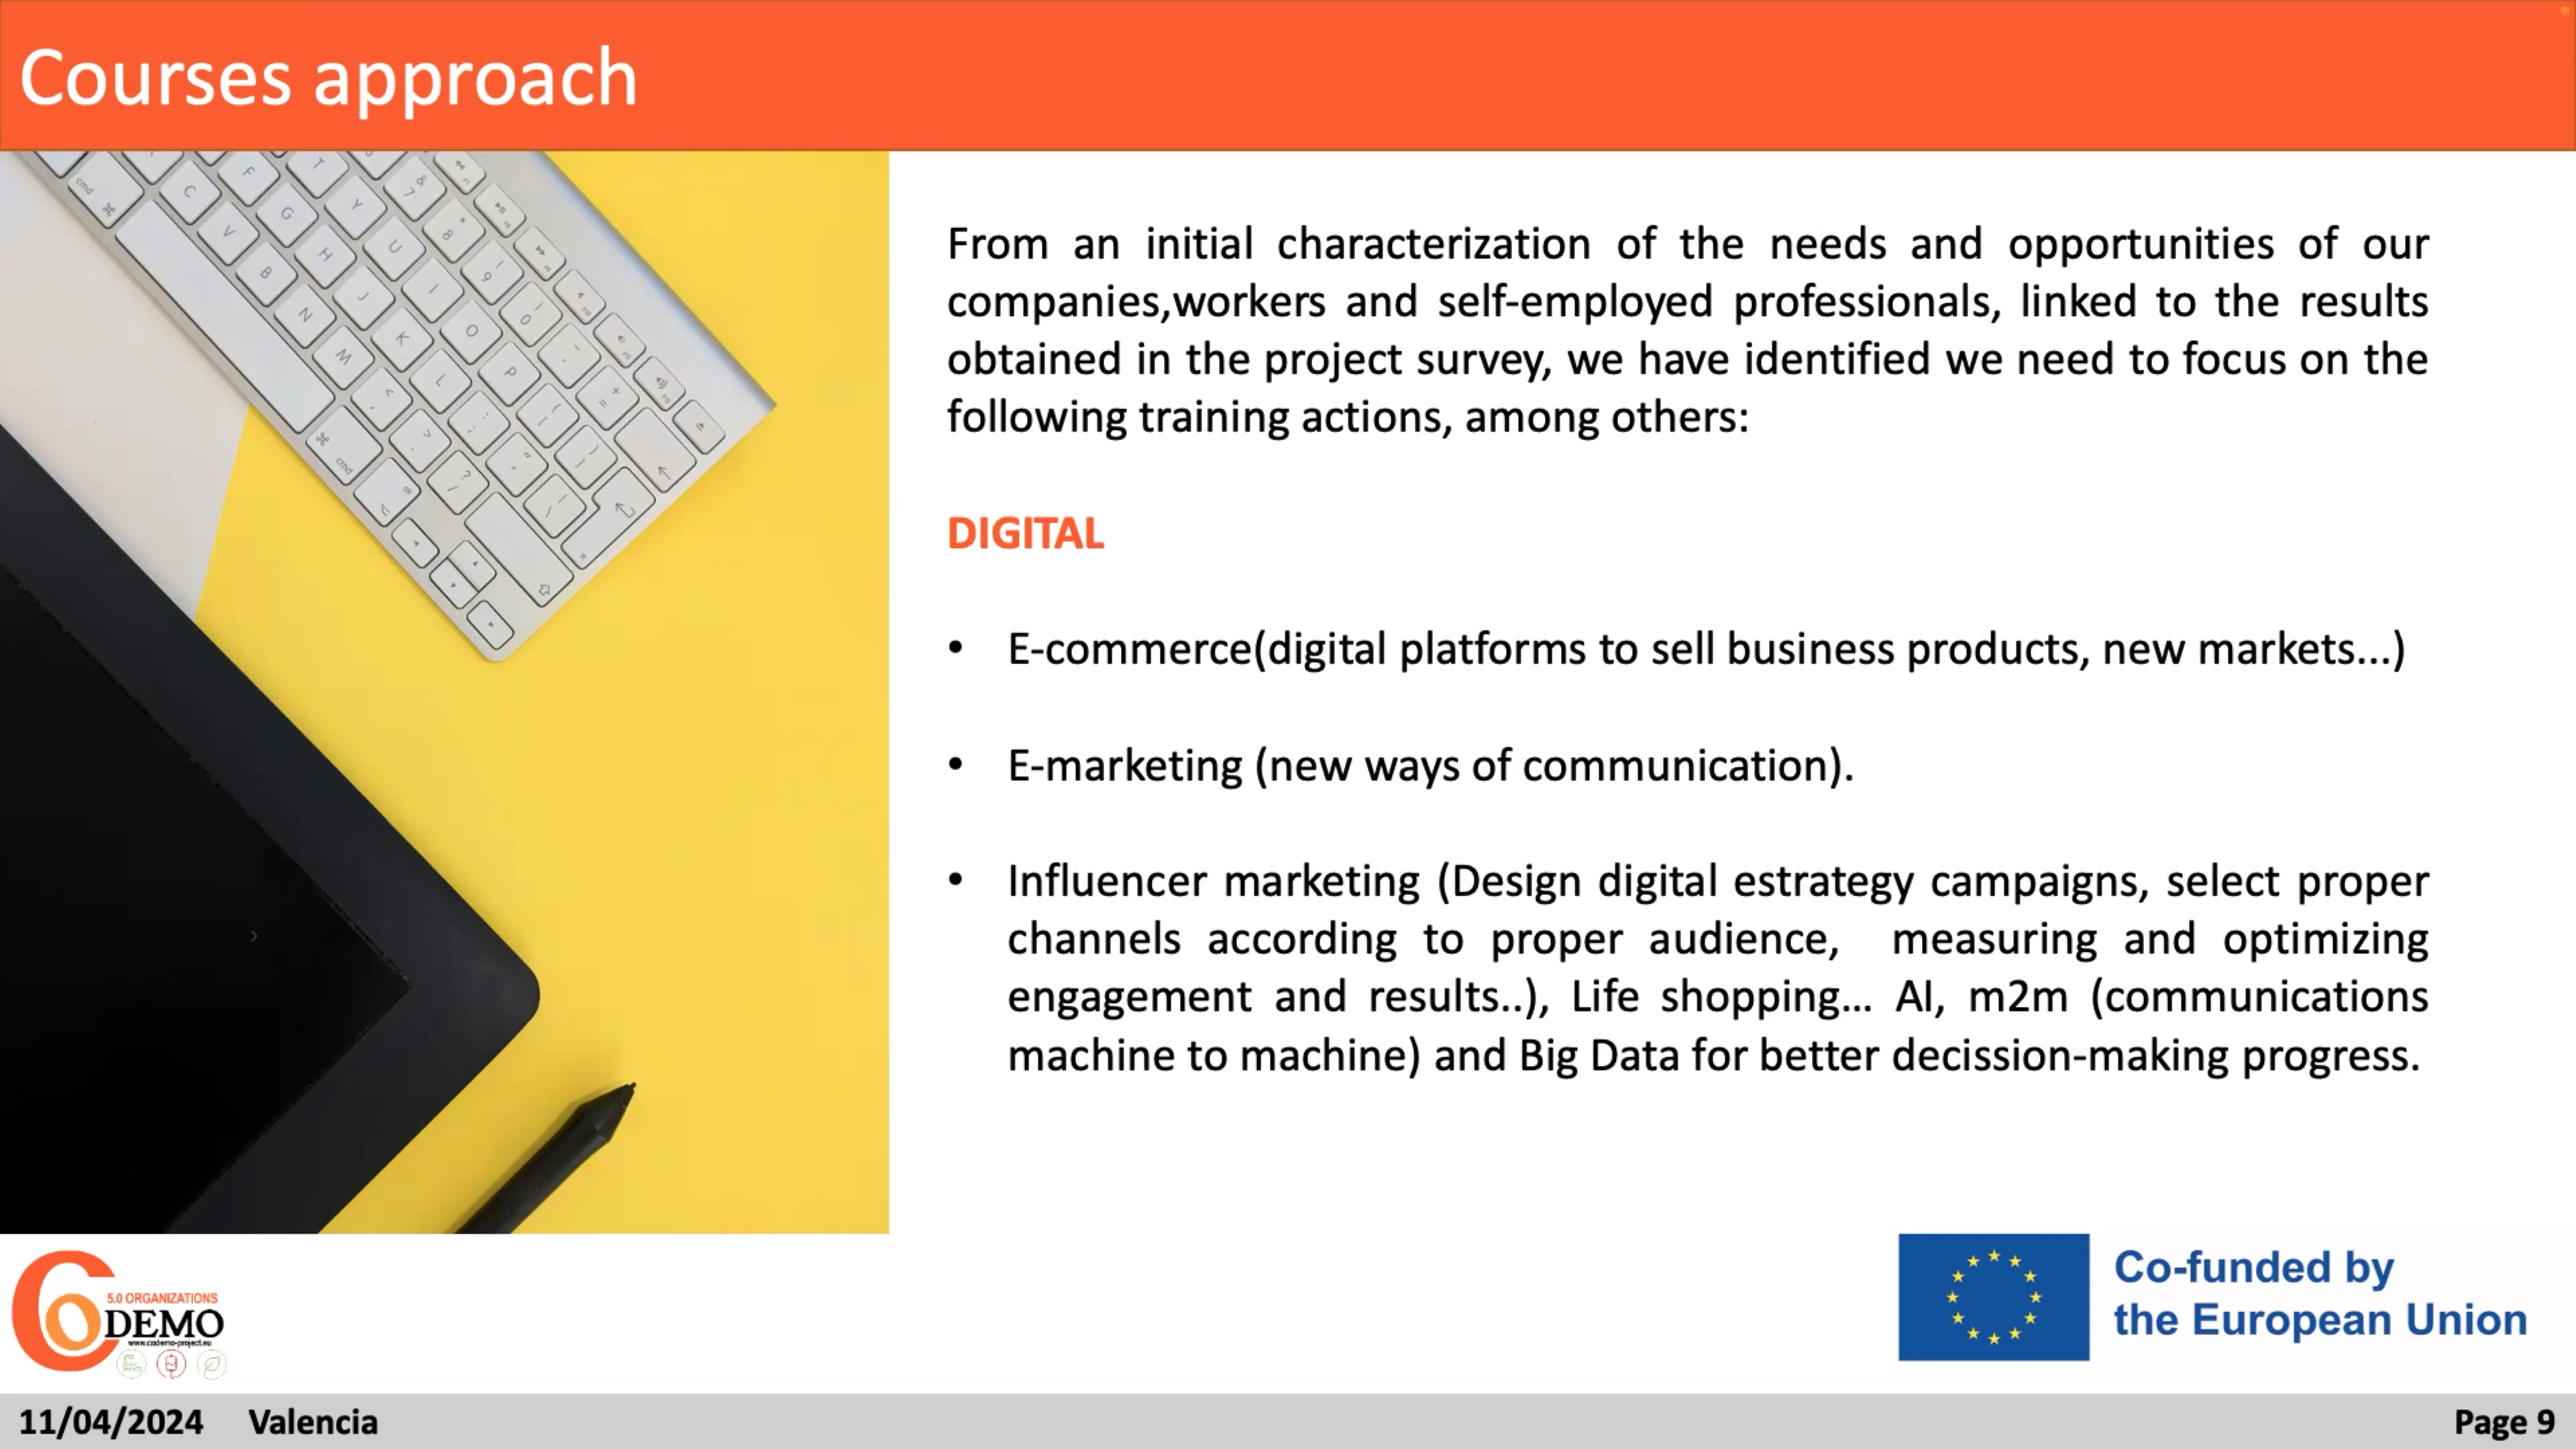 Courses approach
From an initial characterization of the needs and opportunities of our
companies,workers and self-employed professionals, linked to the results
obtained in the project survey, we have identified we need to focus on the
following training actions, among others:
DIGITAL
• E-commerce(digital platforms to sell business products, new markets...)
• E-marketing (new ways of communication).
• Influencer marketing (Design digital estrategy campaigns, select proper
channels according to proper audience, measuring and optimizing
engagement and results..), Life shopping... AI, m2m (communications
machine to machine) and Big Data for better decission-making progress.
5.0 ORGANIZATIONS
CODEMO
www.codemo-project.eu
Co-funded by
the European Union
11/04/2024 Valencia
Page 9